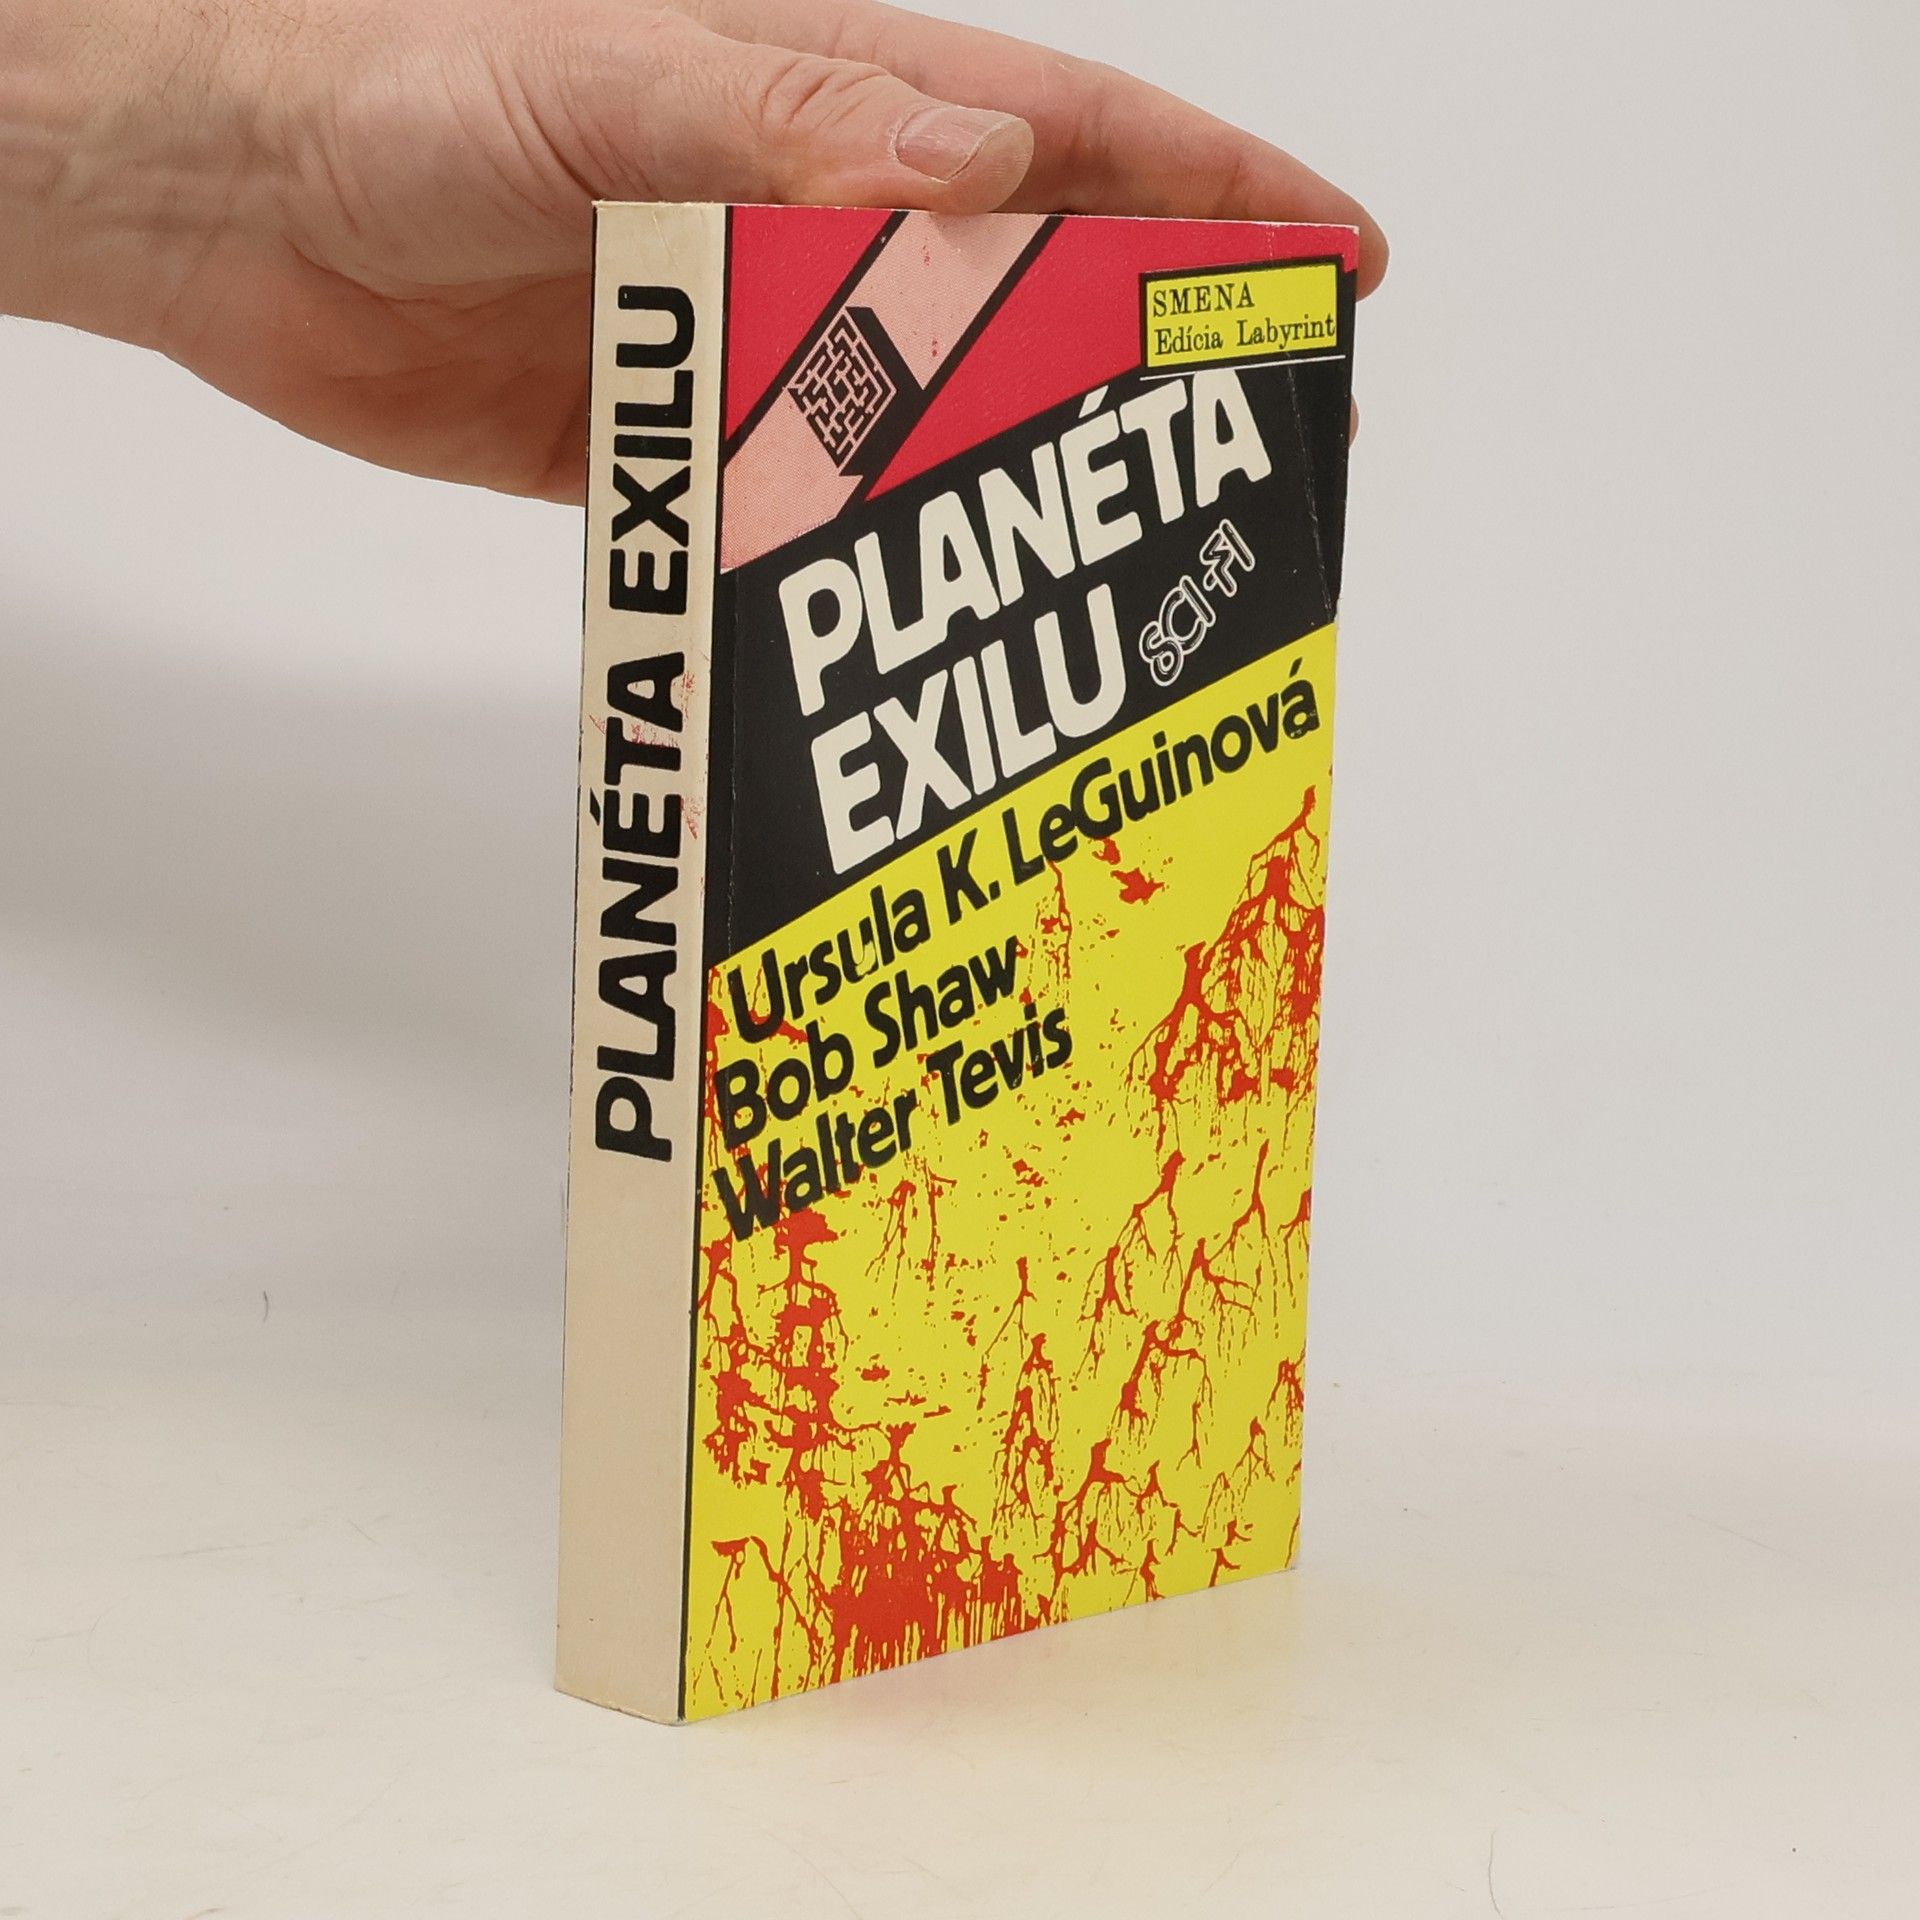 PLANÉTA EXILU
SMENA
Edícia Labyrint
PLANÉTA
EXILU
SCI-FI
Ursula K. LeGuinová
Bob Shaw
Walter Tevis